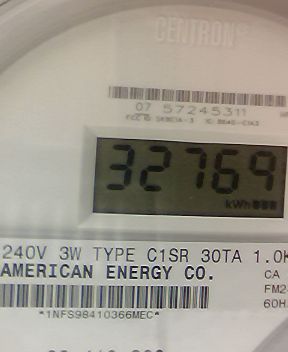 CENTRON
07 57245311
32769
kWh
240V 3W TYPE C1SR 30TA 1.0K
AMERICAN ENERGY CO.
CA
FM2
60H
*1NFS98410366MEC*